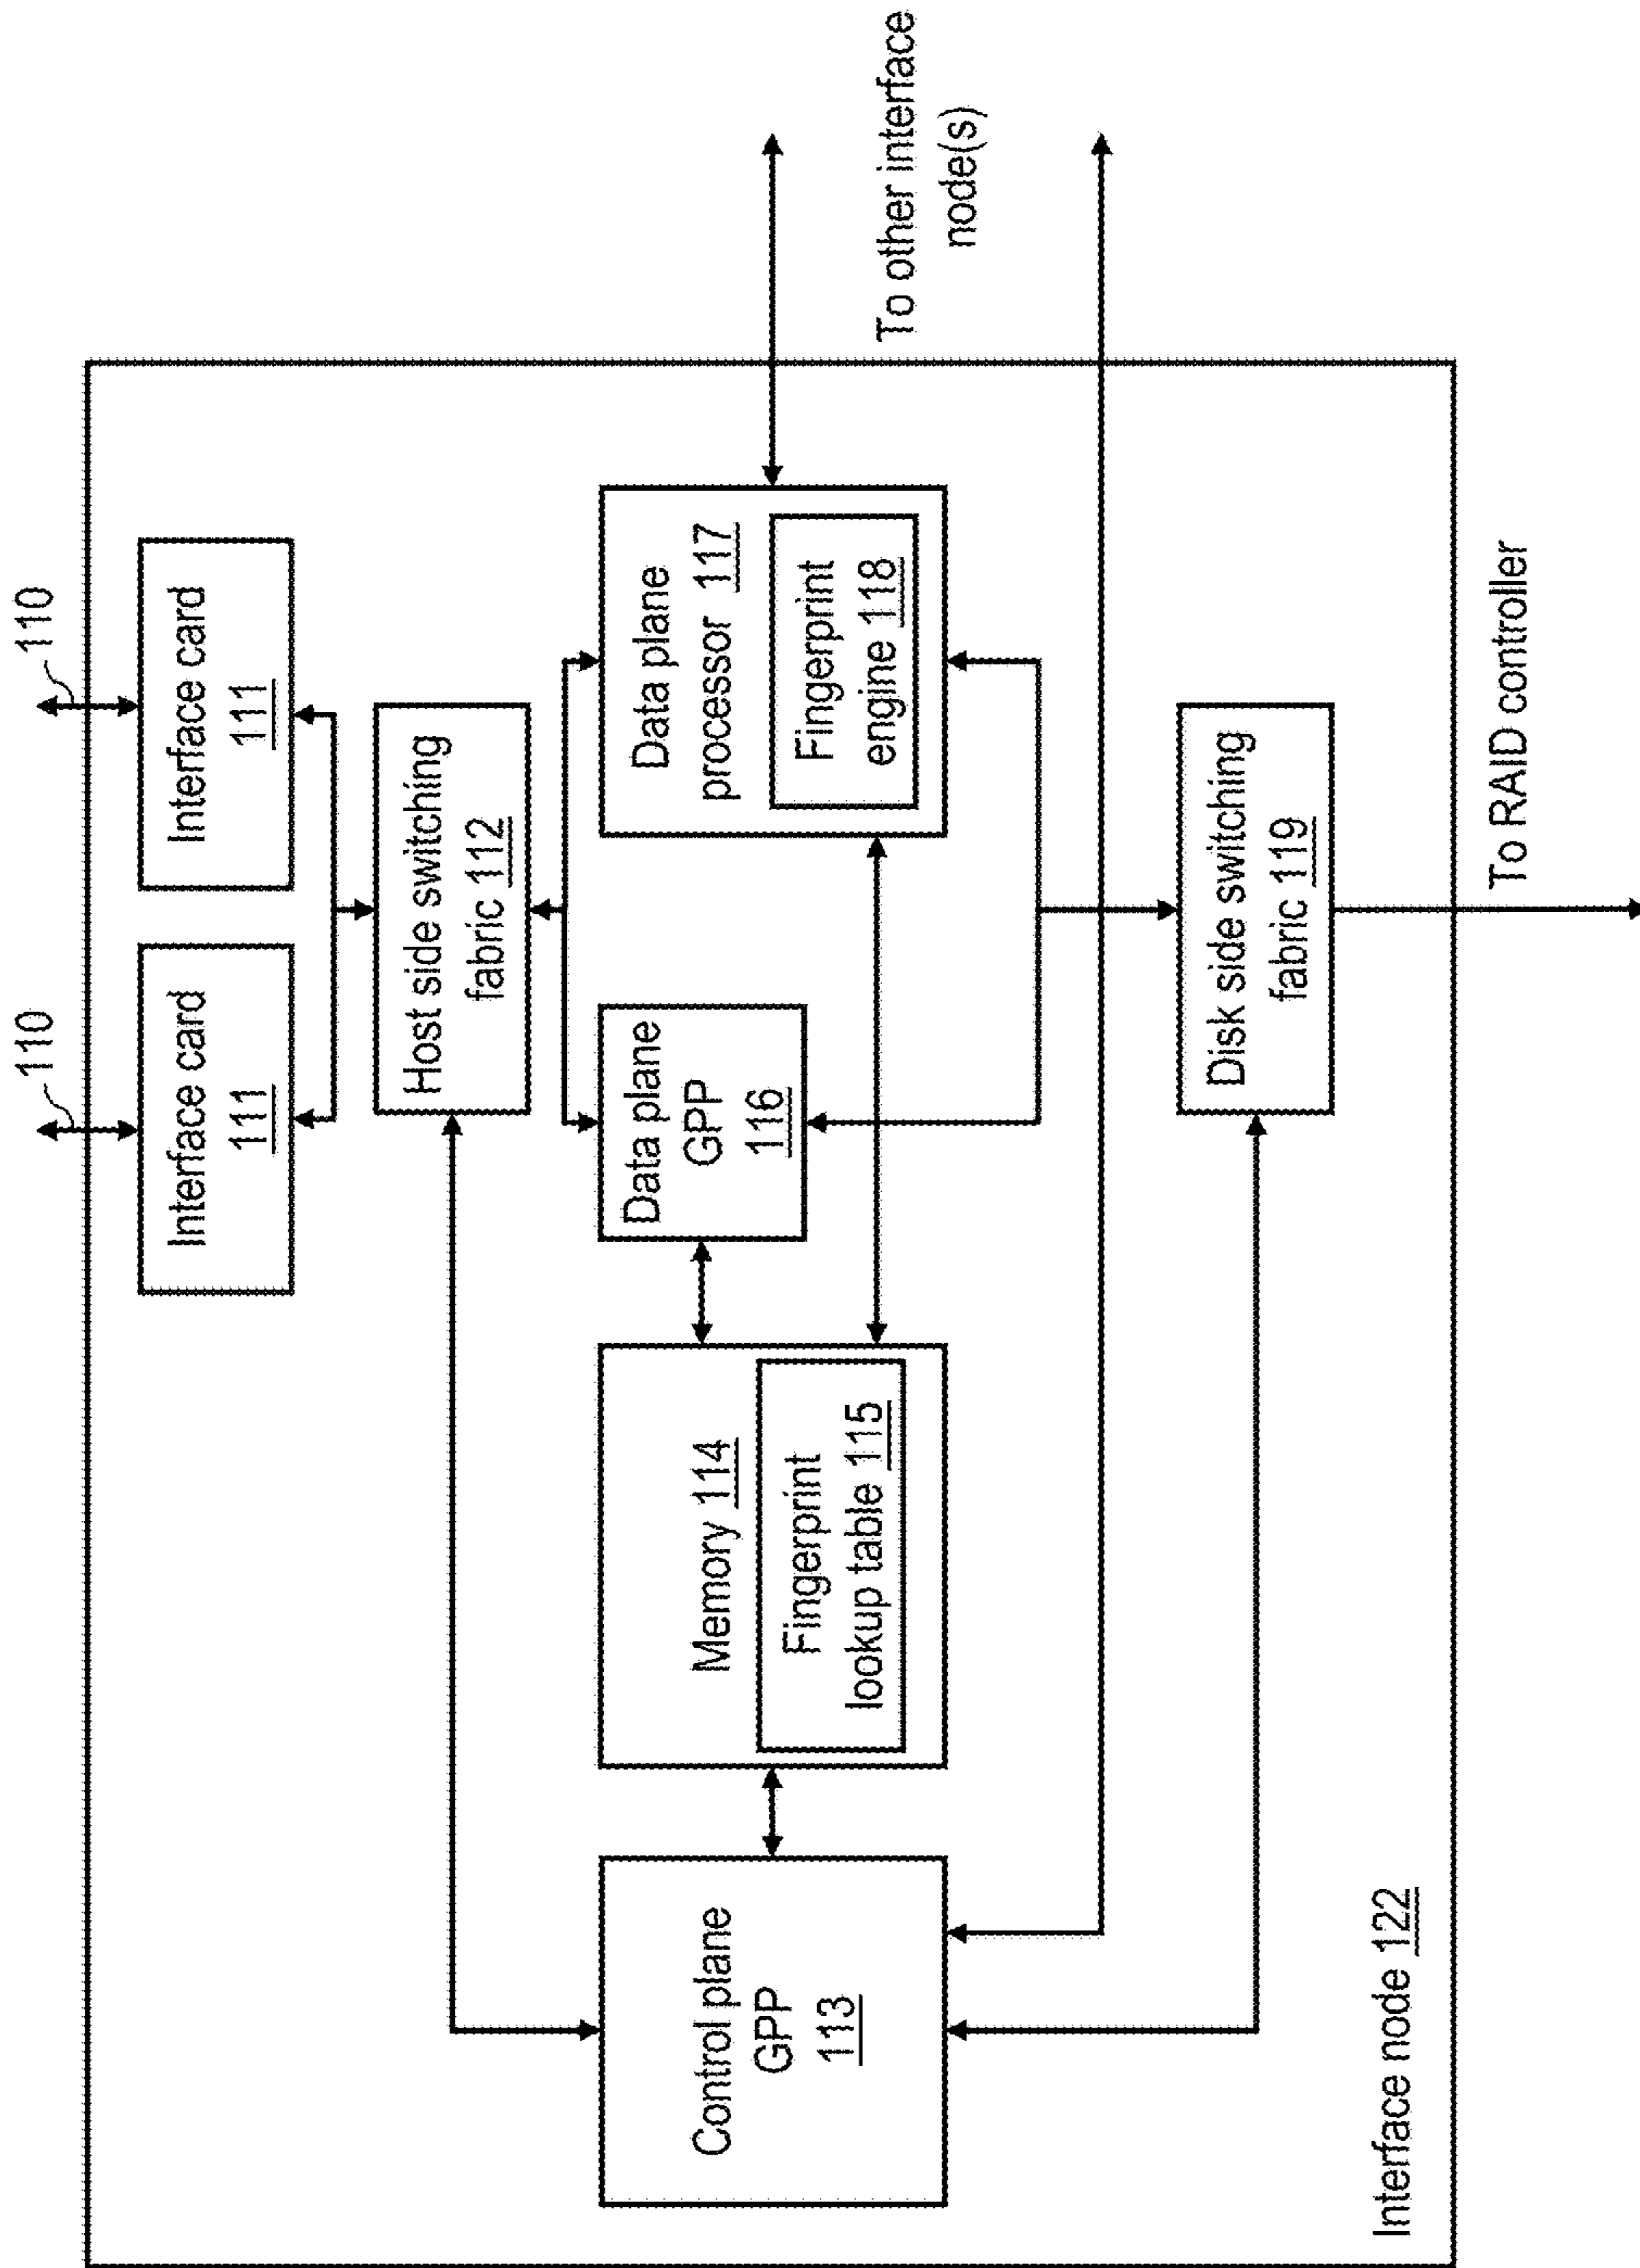 110
110
Interface card
111
Interface card
111
Host side switching
fabric 112
Control plane
GPP
113
Memory 114
Fingerprint
lookup table 115
Data plane
GPP
116
Data plane
processor 117
Fingerprint
engine 118
To other interface
node(s)
Disk side switching
fabric 119
Interface node 122
To RAID controller